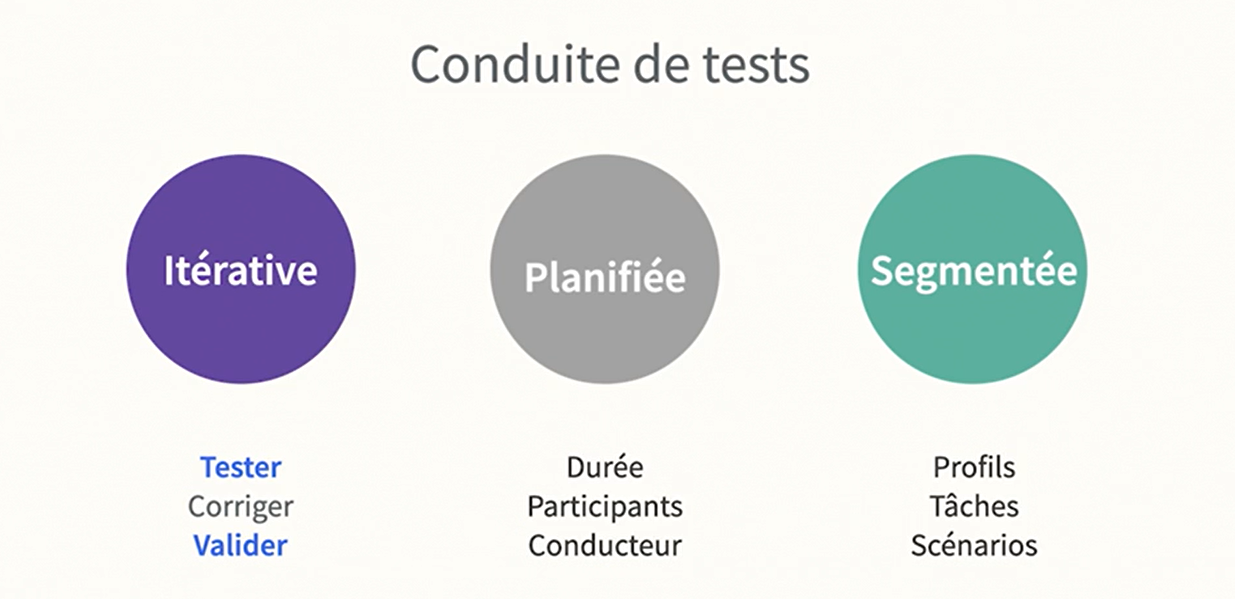 Conduite de tests
Itérative
Planifiée
Segmentée
Tester
Corriger
Valider
Durée
Participants
Conducteur
Profils
Tâches
Scénarios